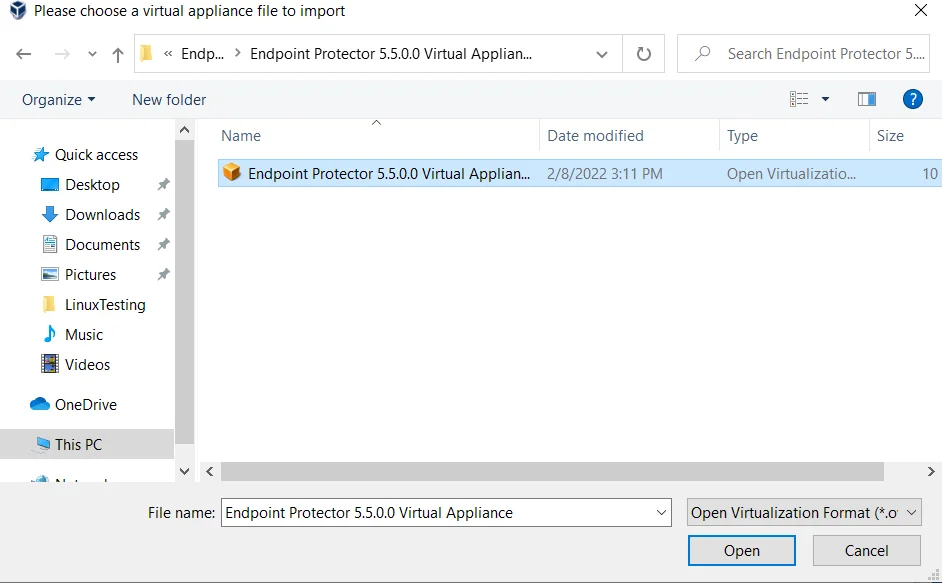 Please choose a virtual appliance file to import
« Endp... > Endpoint Protector 5.5.0.0 Virtual Applian...
Search Endpoint Protector 5....
Organize
New folder
?
Name
Date modified
Type
Size
Endpoint Protector 5.5.0.0 Virtual Applian...
2/8/2022 3:11 PM
Open Virtualizatio...
10
Quick access
Desktop
Downloads
Documents
Pictures
LinuxTesting
Music
Videos
OneDrive
This PC
File name:
Endpoint Protector 5.5.0.0 Virtual Appliance
Open Virtualization Format (*.o
Open
Cancel